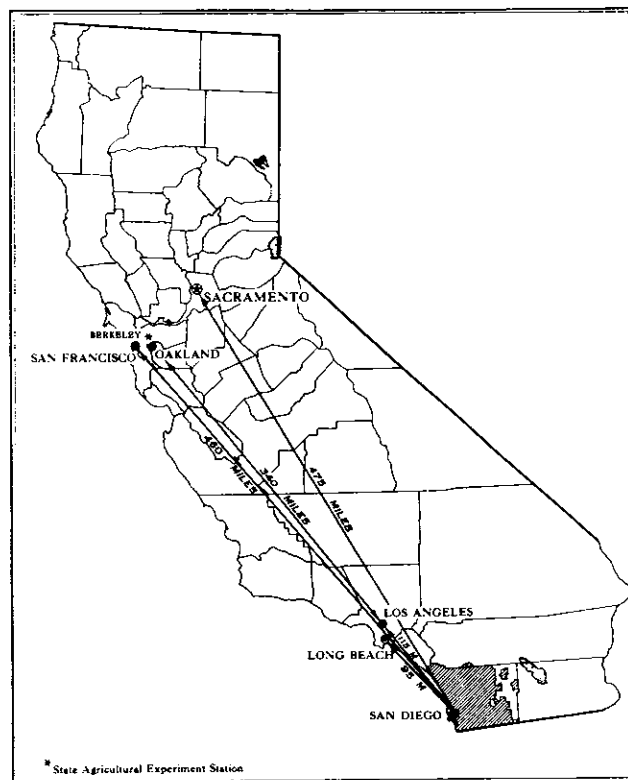 SACRAMENTO
BERKELEY *
SAN FRANCISCO
OAKLAND
460 MILES
340 MILES
475 MILES
LOS ANGELES
LONG BEACH
95 M
SAN DIEGO
* State Agricultural Experiment Station